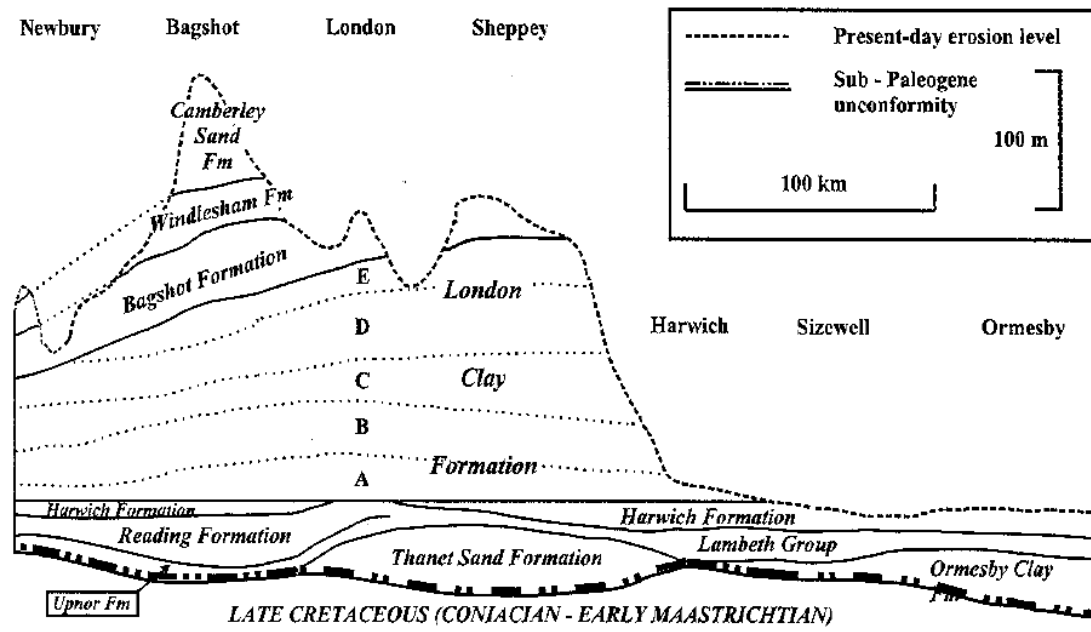 Newbury Bagshot London Sheppey
Present-day erosion level
Sub - Paleogene
unconformity
100 m
100 km
Camberley
Sand
Fm
Windlesham Fm
Bagshot Formation
E
London
D
Harwich Sizewell Ormesby
C
Clay
B
A
Formation
Harwich Formation
Harwich Formation
Reading Formation
Lambeth Group
Thanet Sand Formation
Ormesby Clay
Fm
Upnor Fm
LATE CRETACEOUS (CONIACIAN - EARLY MAASTRICHTIAN)